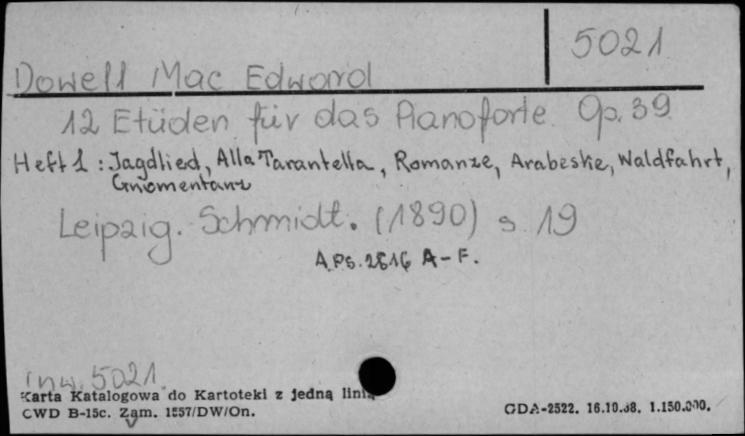 5021
Dowell Mac Edward
12 Etüden für das Pianoforte Op. 39
Heft 1: Jagdlied, Alla Tarantella, Romanze, Arabeske, Waldfahrt,
Gnomentanz
Leipzig. Schmidt. (1890) s. 19
A.Ps. 2816 A-F.
inw. 5021.
Karta Katalogowa do Kartoteki z jedną linią
CWD B-15c. Zam. 1557/DW/On.
GDA-2522. 16.10.68. 1.150.000.